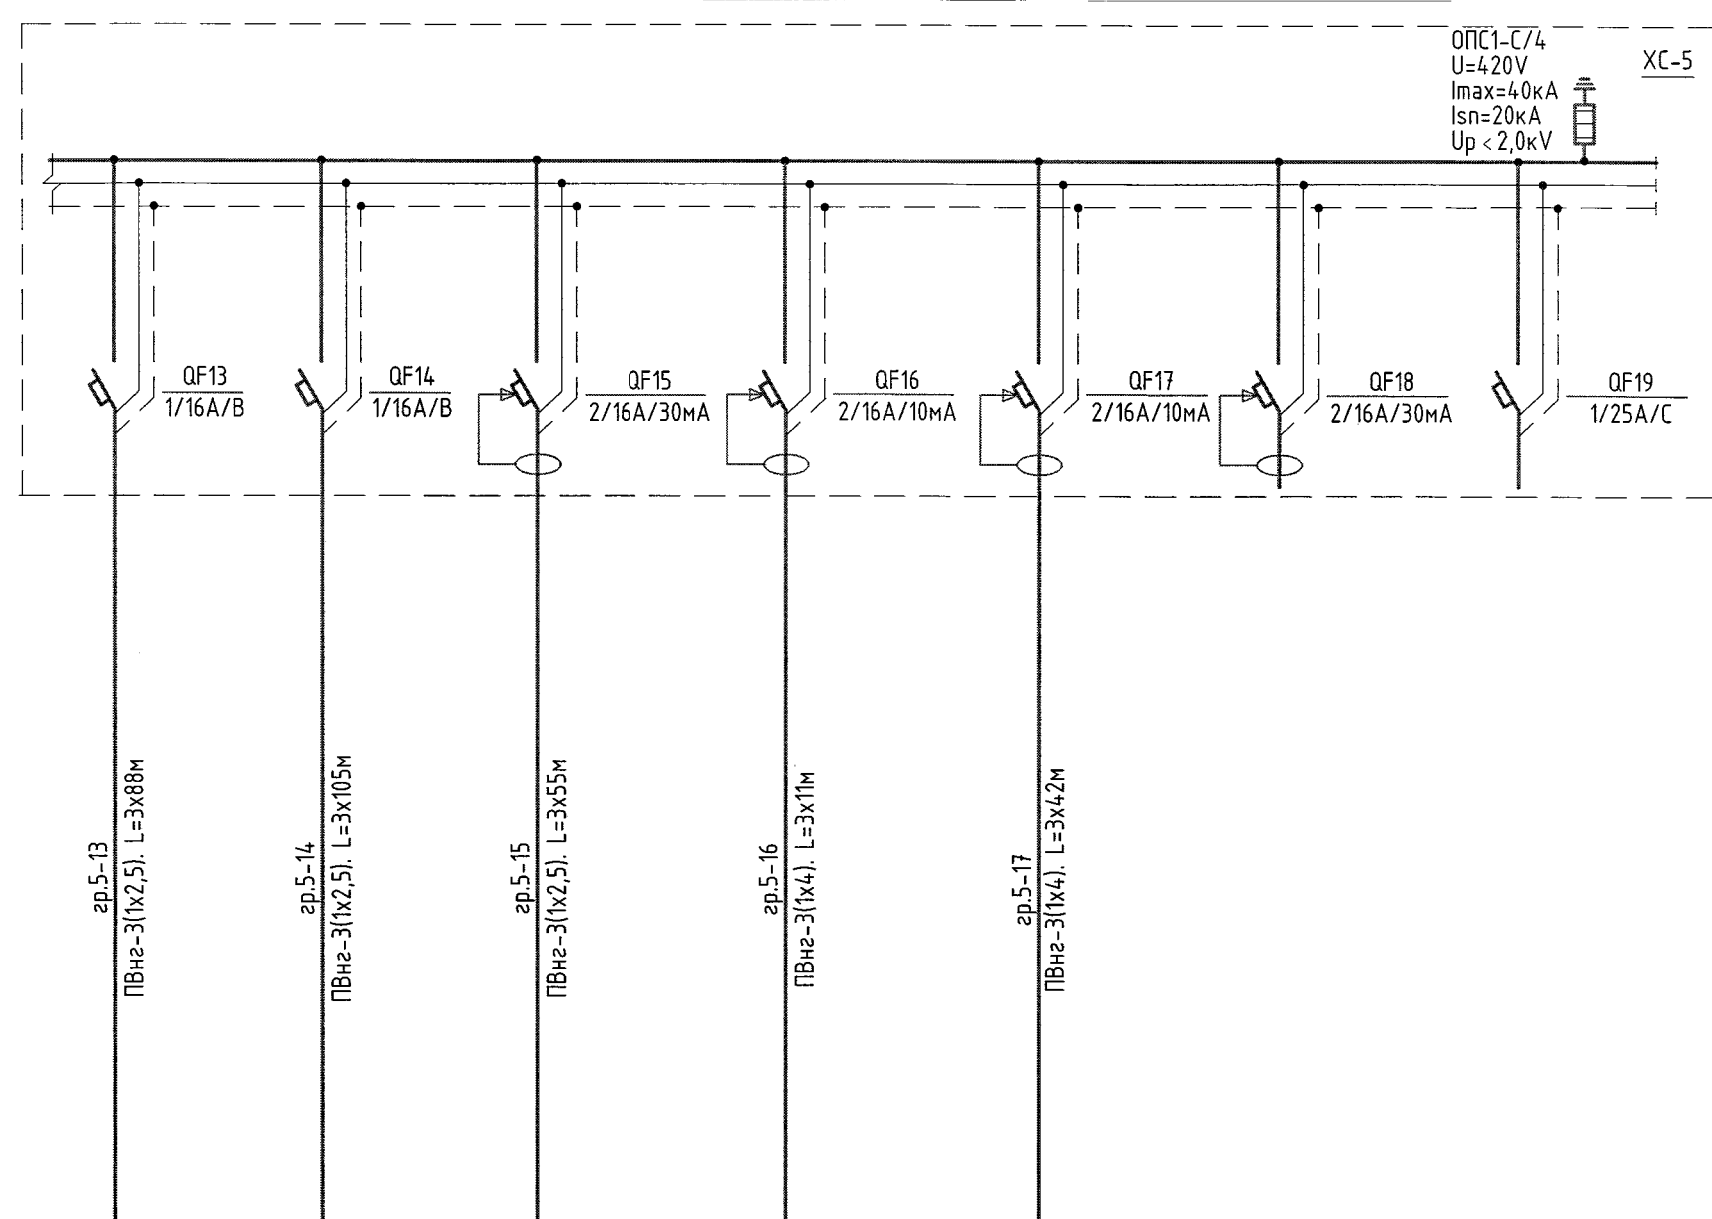 ОПС1-С/4
U=420V
Imax=40кА
Isn=20кА
Up < 2,0кV
ХС-5
QF13
1/16А/В
QF14
1/16А/В
QF15
2/16А/30мА
QF16
2/16А/10мА
QF17
2/16А/10мА
QF18
2/16А/30мА
QF19
1/25А/С
гр.5-13
ПВнг-3(1х2,5). L=3х88м
гр.5-14
ПВнг-3(1х2,5). L=3х105м
гр.5-15
ПВнг-3(1х2,5). L=3х55м
гр.5-16
ПВнг-3(1х4). L=3х11м
гр.5-17
ПВнг-3(1х4). L=3х42м